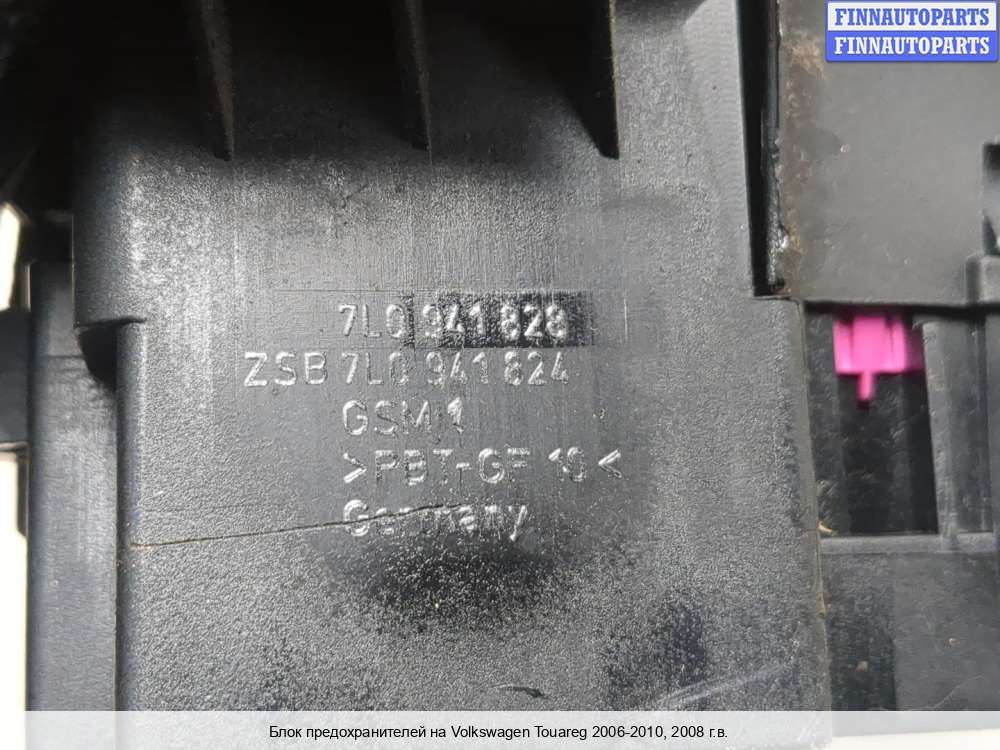 FINNAUTOPARTS
FINNAUTOPARTS
7L0 941 828
ZSB 7L0 941 824
GSM 1
>PBT-GF 10<
Germany
Блок предохранителей на Volkswagen Touareg 2006-2010, 2008 г.в.